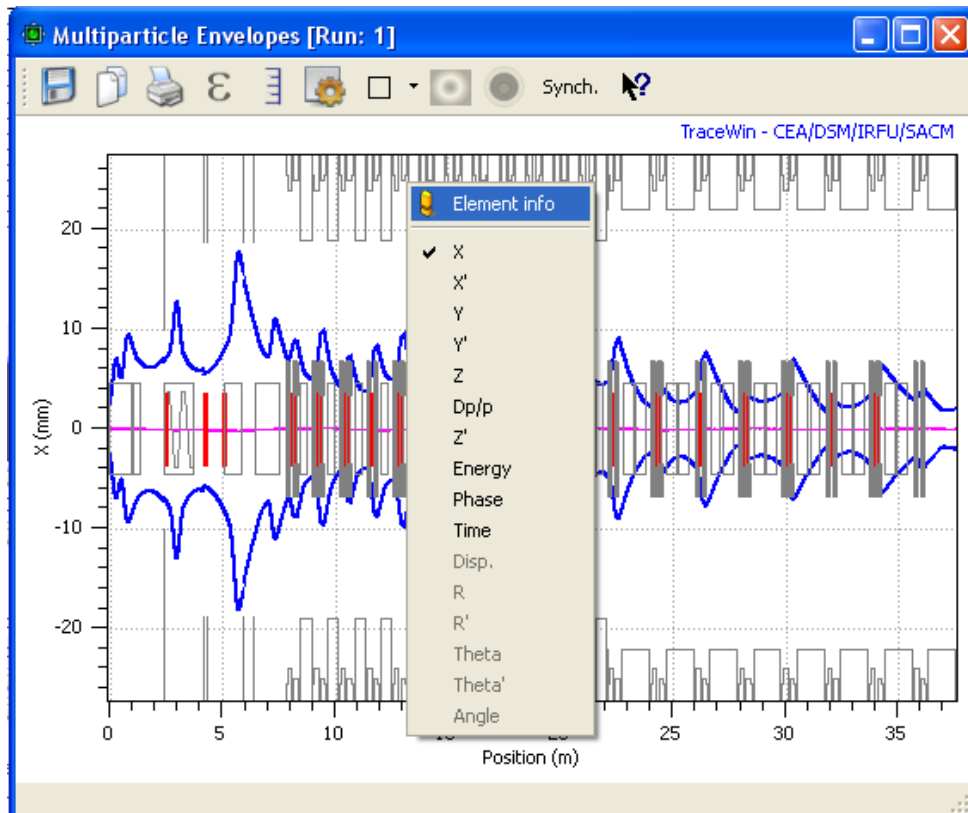 Multiparticle Envelopes [Run: 1]
ε Synch. ?
TraceWin - CEA/DSM/IRFU/SACM
Element info
X
X'
Y
Y'
Z
Dp/p
Z'
Energy
Phase
Time
Disp.
R
R'
Theta
Theta'
Angle
X (mm)
20
10
0
-10
-20
0 5 10 25 30 35
Position (m)